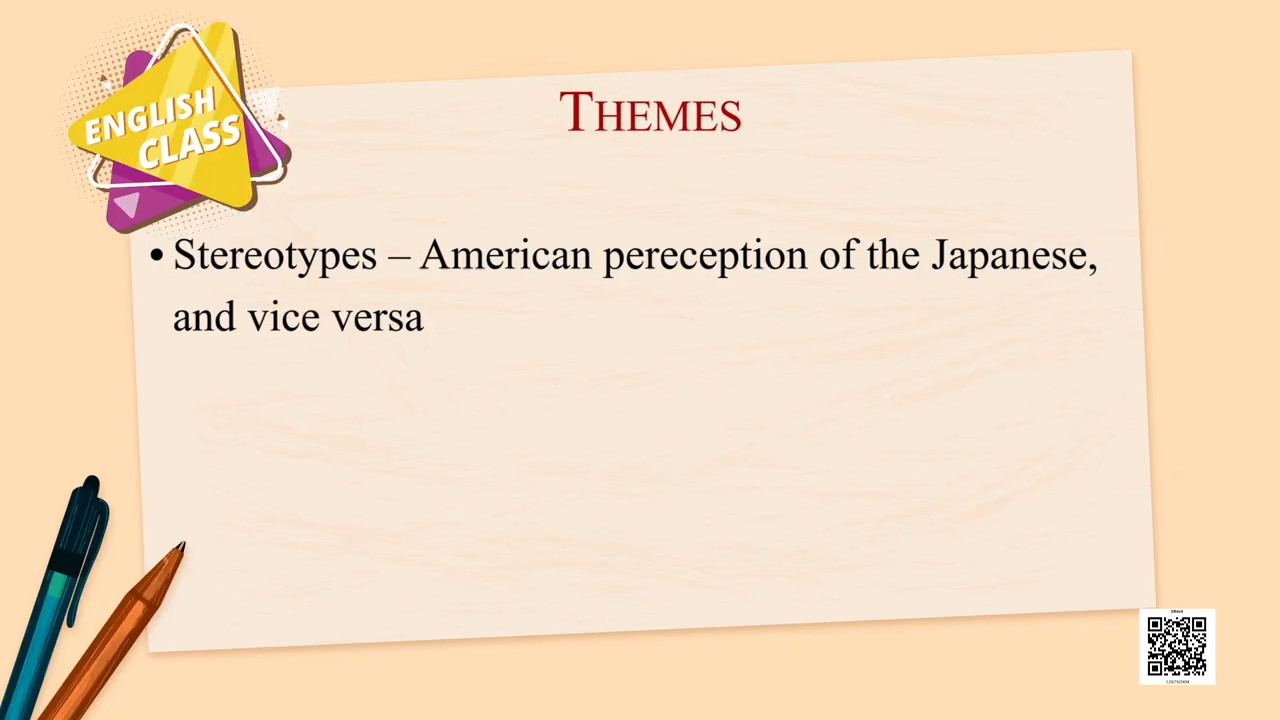 ENGLISH
CLASS
THEMES
• Stereotypes – American pereception of the Japanese,
and vice versa